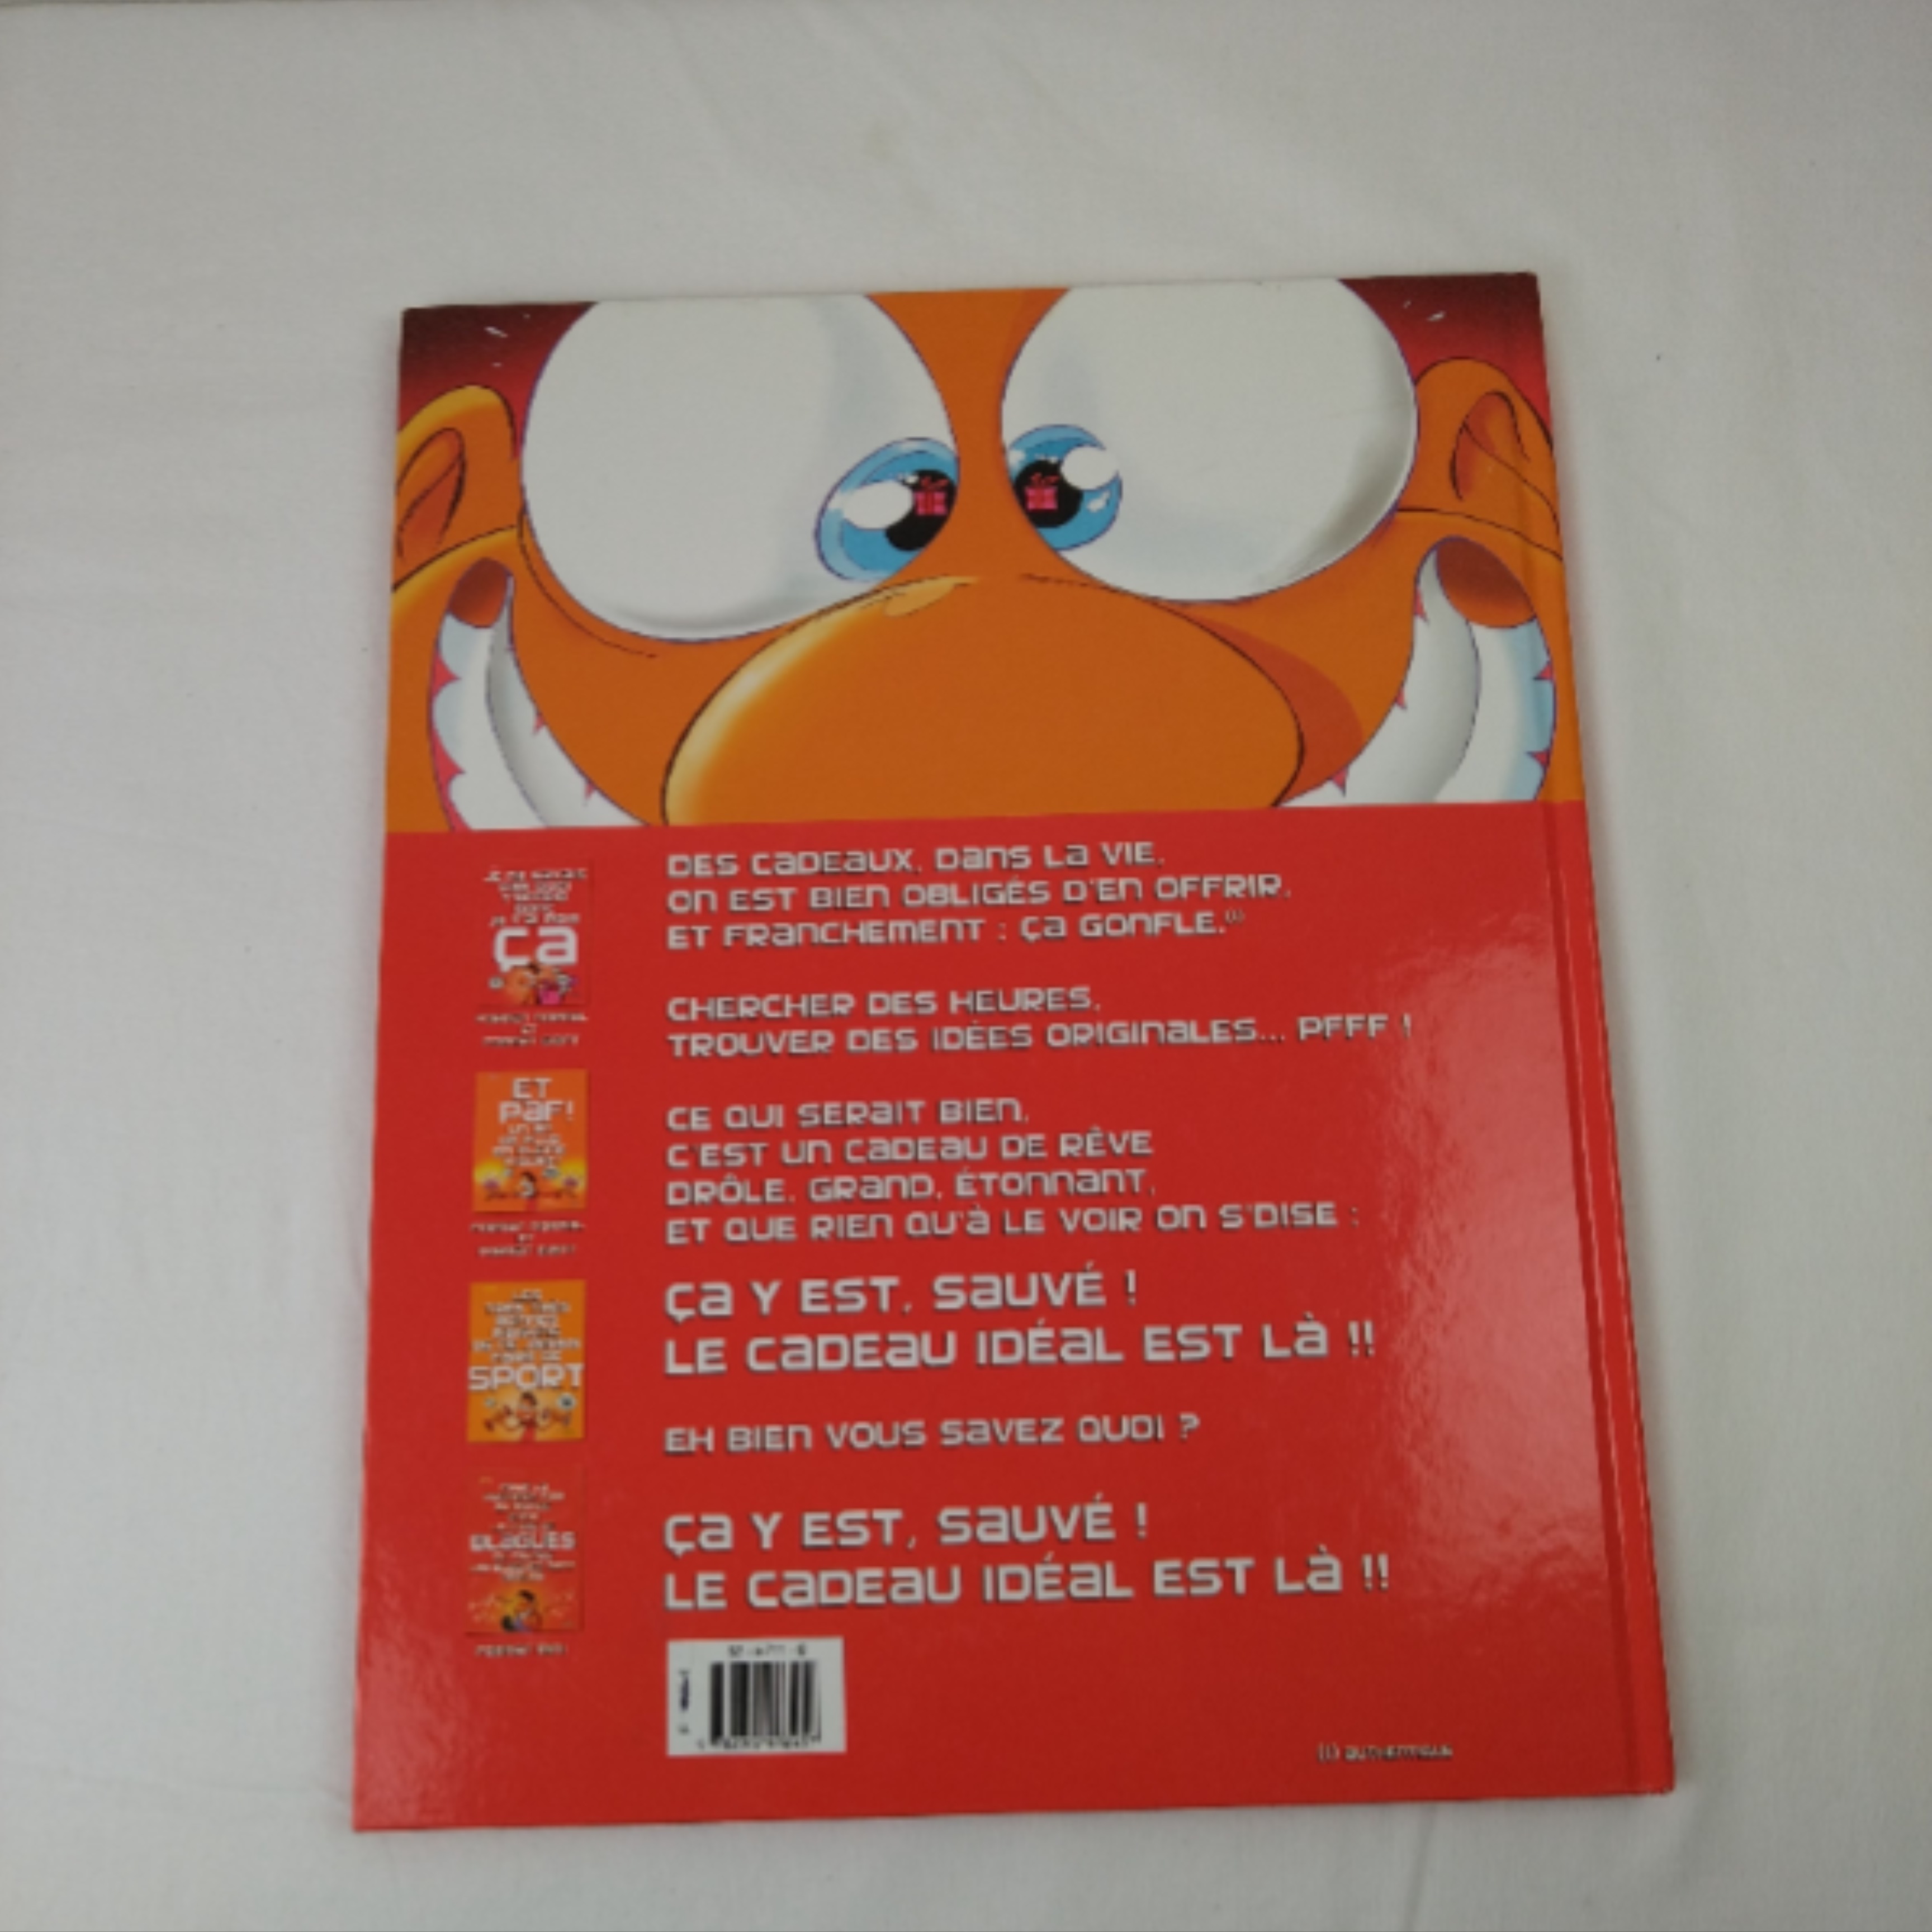 DES CADEAUX, DANS LA VIE,
ON EST BIEN OBLIGÉS D'EN OFFRIR,
ET FRANCHEMENT : ÇA GONFLE.(1)
CHERCHER DES HEURES,
TROUVER DES IDÉES ORIGINALES... PFFF !
CE QUI SERAIT BIEN,
C'EST UN CADEAU DE RÊVE
DRÔLE, GRAND, ÉTONNANT,
ET QUE RIEN QU'À LE VOIR ON S'DISE :
ÇA Y EST, SAUVÉ !
LE CADEAU IDÉAL EST LÀ !!
EH BIEN VOUS SAVEZ QUOI ?
ÇA Y EST, SAUVÉ !
LE CADEAU IDÉAL EST LÀ !!
(1) AUTHENTIQUE
ÇA
ET
PAF!
SPORT
BLAGUES